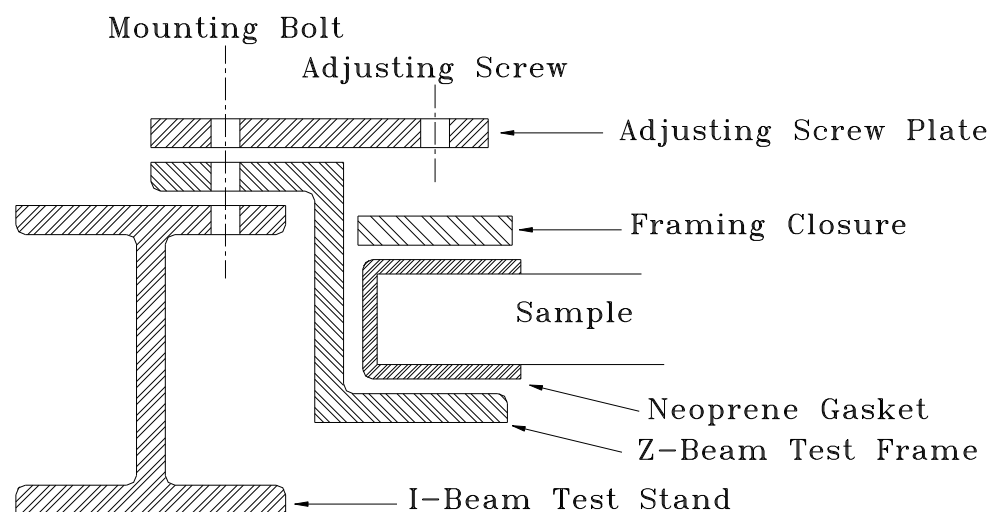 Mounting Bolt
Adjusting Screw
Adjusting Screw Plate
Framing Closure
Sample
Neoprene Gasket
Z-Beam Test Frame
I-Beam Test Stand